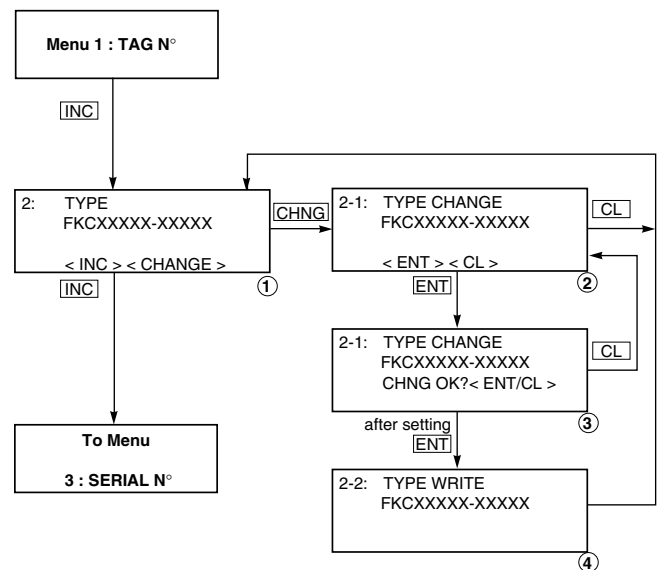 Menu 1 : TAG N°
INC
2: TYPE
FKCXXXXX-XXXXX
< INC > < CHANGE >
1
INC
To Menu
3 : SERIAL N°
CHNG
2-1: TYPE CHANGE
FKCXXXXX-XXXXX
< ENT > < CL >
2
CL
ENT
2-1: TYPE CHANGE
FKCXXXXX-XXXXX
CHNG OK?< ENT/CL >
3
CL
after setting
ENT
2-2: TYPE WRITE
FKCXXXXX-XXXXX
4